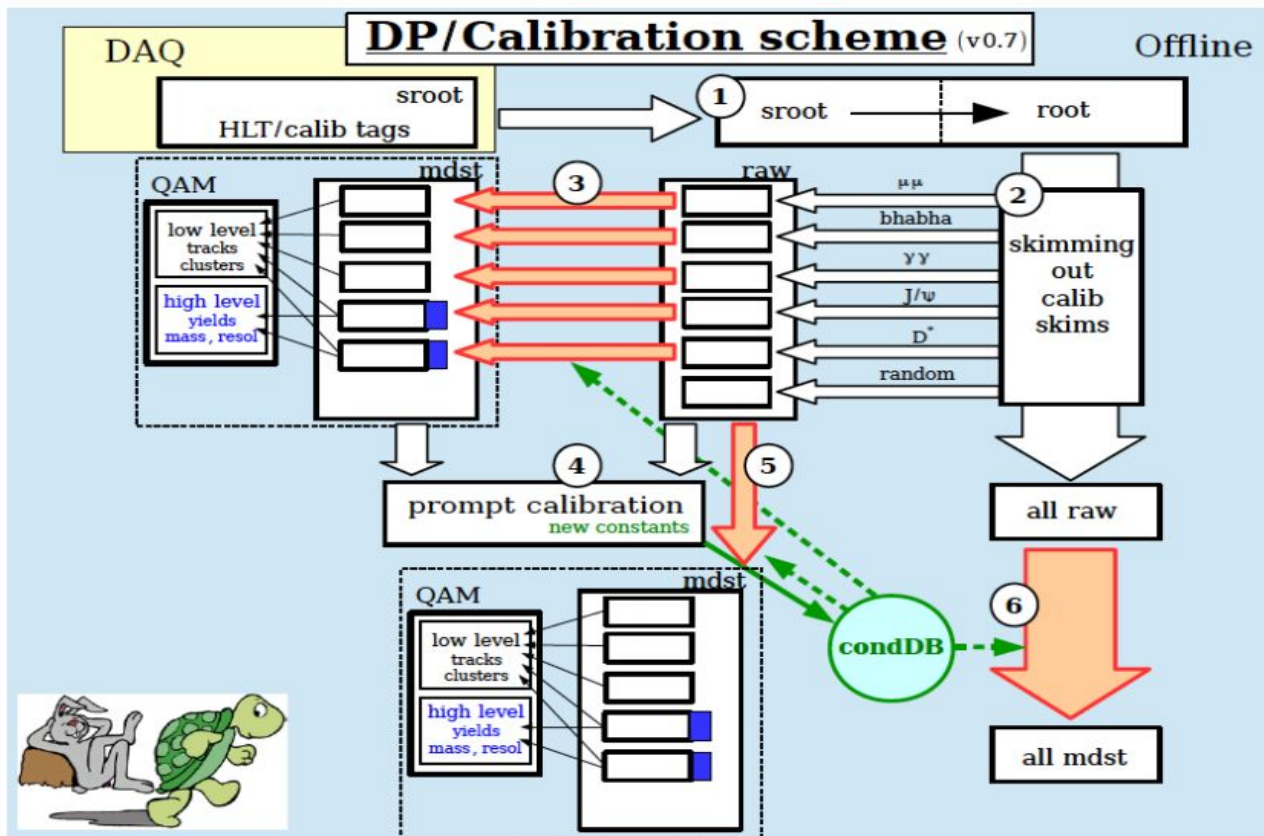 DP/Calibration scheme (v0.7)
DAQ
Offline
sroot
HLT/calib tags
1
sroot
root
mdst
raw
QAM
low level
tracks
clusters
high level
yields
mass, resol
3
μμ
bhabha
γγ
J/ψ
D*
random
2
skimming
out
calib
skims
4
prompt calibration
new constants
5
all raw
mdst
QAM
low level
tracks
clusters
high level
yields
mass, resol
condDB
6
all mdst